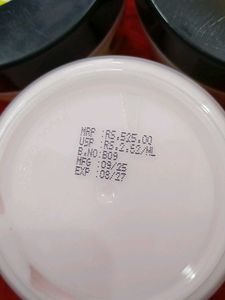 MRP :RS.525.00
USP :RS.2.62/ML
B.NO:B09
MFG :09/25
EXP :08/27